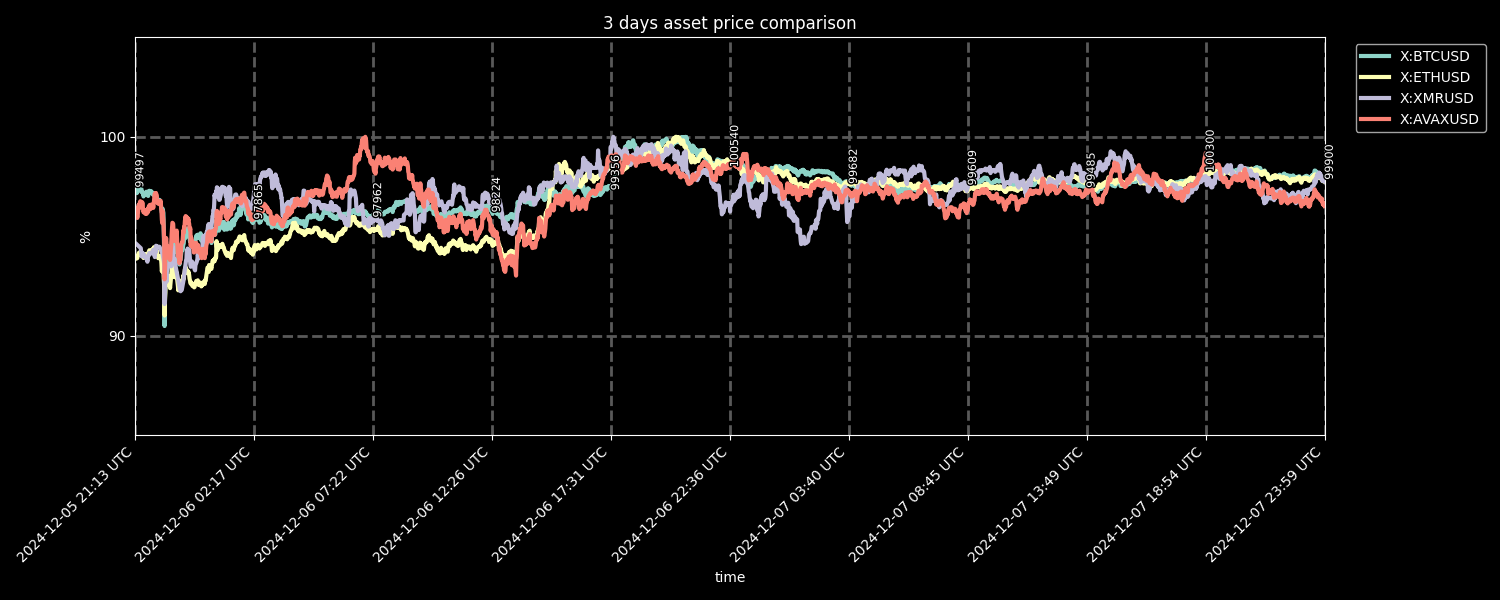 3 days asset price comparison
X:BTCUSD
X:ETHUSD
X:XMRUSD
X:AVAXUSD
%
100
90
99497
97865
97962
98224
99356
100540
99682
99609
99485
100300
99900
2024-12-05 21:13 UTC
2024-12-06 02:17 UTC
2024-12-06 07:22 UTC
2024-12-06 12:26 UTC
2024-12-06 17:31 UTC
2024-12-06 22:36 UTC
2024-12-07 03:40 UTC
2024-12-07 08:45 UTC
2024-12-07 13:49 UTC
2024-12-07 18:54 UTC
2024-12-07 23:59 UTC
time